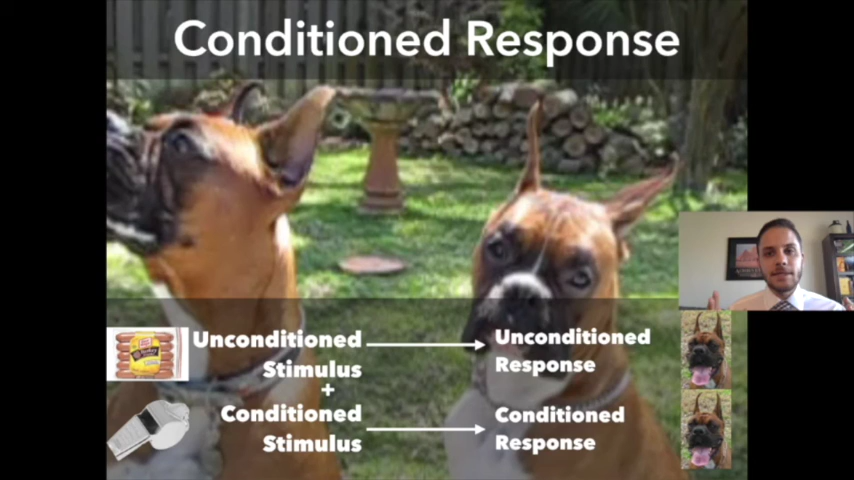 Conditioned Response
Unconditioned
Stimulus
Unconditioned
Response
+
Conditioned
Stimulus
Conditioned
Response